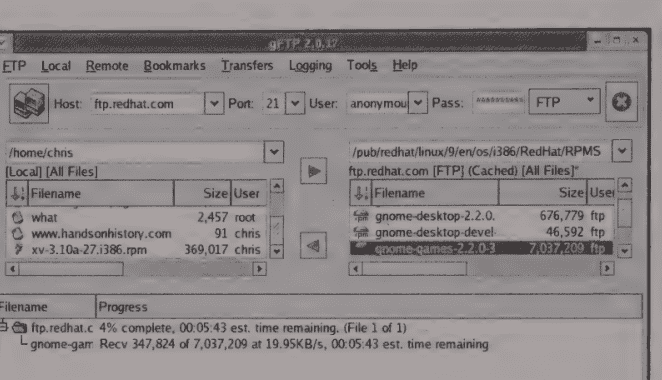 gFTP 2.0.17
FTP Local Remote Bookmarks Transfers Logging Tools Help
Host: ftp.redhat.com Port: 21 User: anonymou Pass: ********** FTP
/home/chris
[Local] [All Files]
Filename Size User
what 2,457 root
www.handsonhistory.com 91 chris
xv-3.10a-27.i386.rpm 369,017 chris
/pub/redhat/linux/9/en/os/i386/RedHat/RPMS
ftp.redhat.com [FTP] (Cached) [All Files]*
Filename Size User
gnome-desktop-2.2.0. 676,779 ftp
gnome-desktop-devel- 46,592 ftp
gnome-games-2.2.0-3 7,037,209 ftp
Filename Progress
ftp.redhat.c 4% complete, 00:05:43 est. time remaining. (File 1 of 1)
gnome-gam Recv 347,824 of 7,037,209 at 19.95KB/s, 00:05:43 est. time remaining